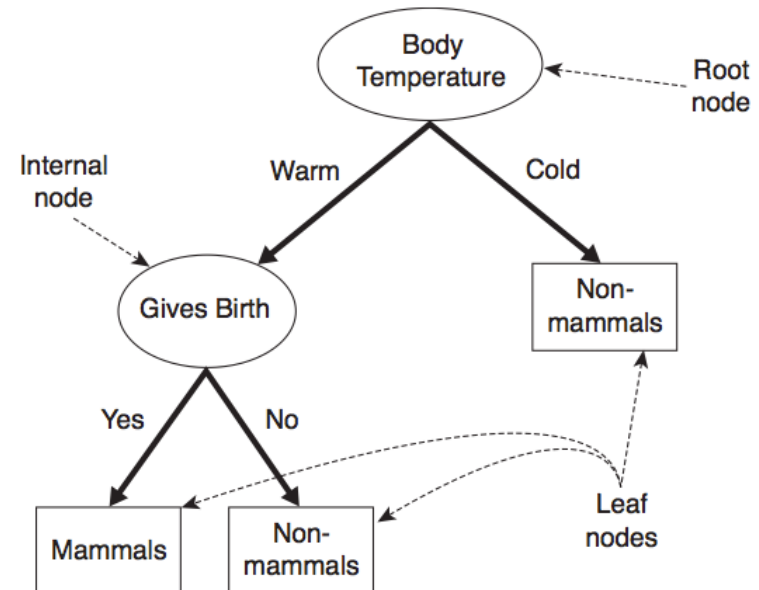 Body
Temperature
Root
node
Internal
node
Warm
Cold
Gives Birth
Non-
mammals
Yes
No
Leaf
nodes
Mammals
Non-
mammals